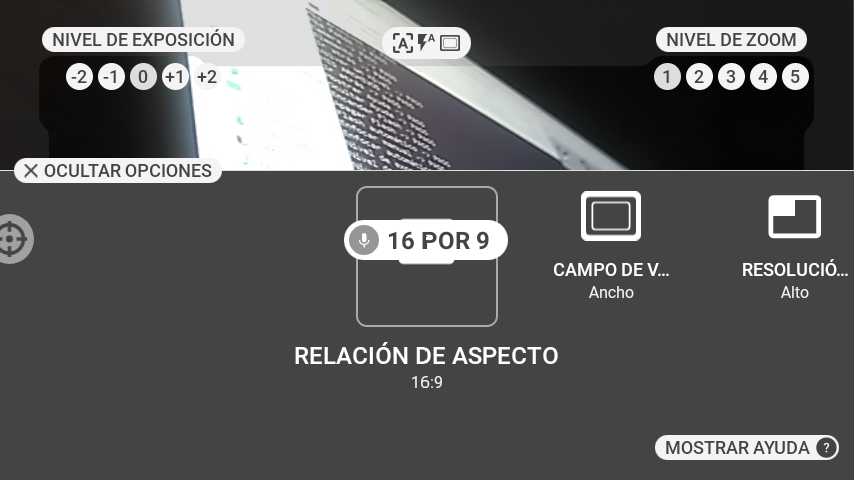 NIVEL DE EXPOSICIÓN
A
A
NIVEL DE ZOOM
-2 -1 0 +1 +2
1 2 3 4 5
OCULTAR OPCIONES
16 POR 9
CAMPO DE V...
Ancho
RESOLUCIÓ...
Alto
RELACIÓN DE ASPECTO
16:9
MOSTRAR AYUDA ?